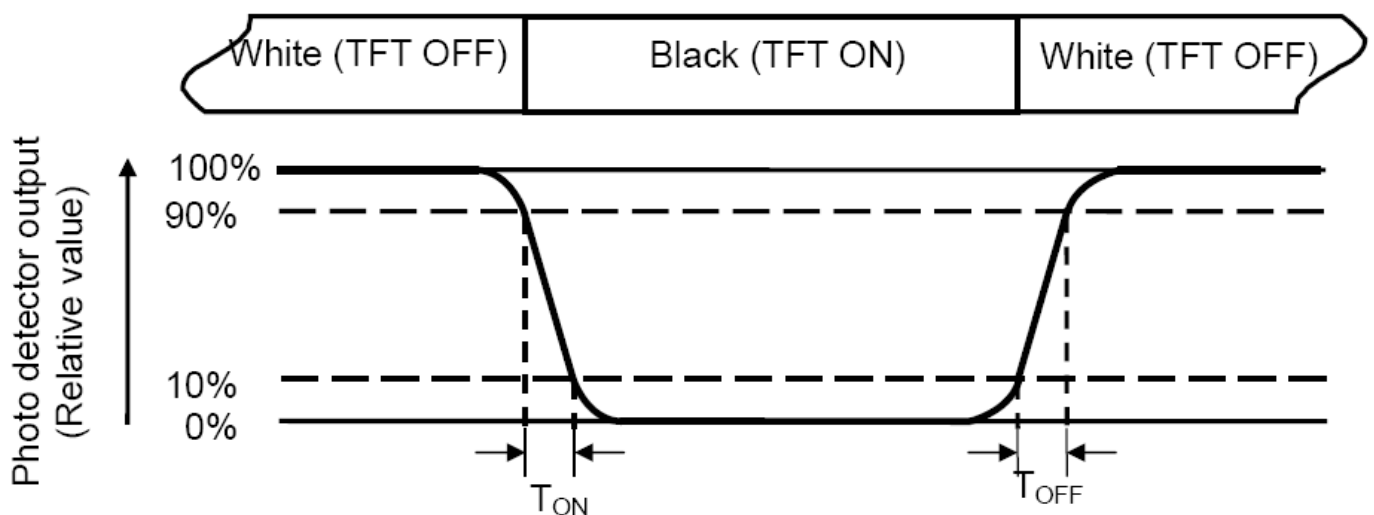 White (TFT OFF) Black (TFT ON) White (TFT OFF)
Photo detector output
(Relative value)
100%
90%
10%
0%
TON TOFF